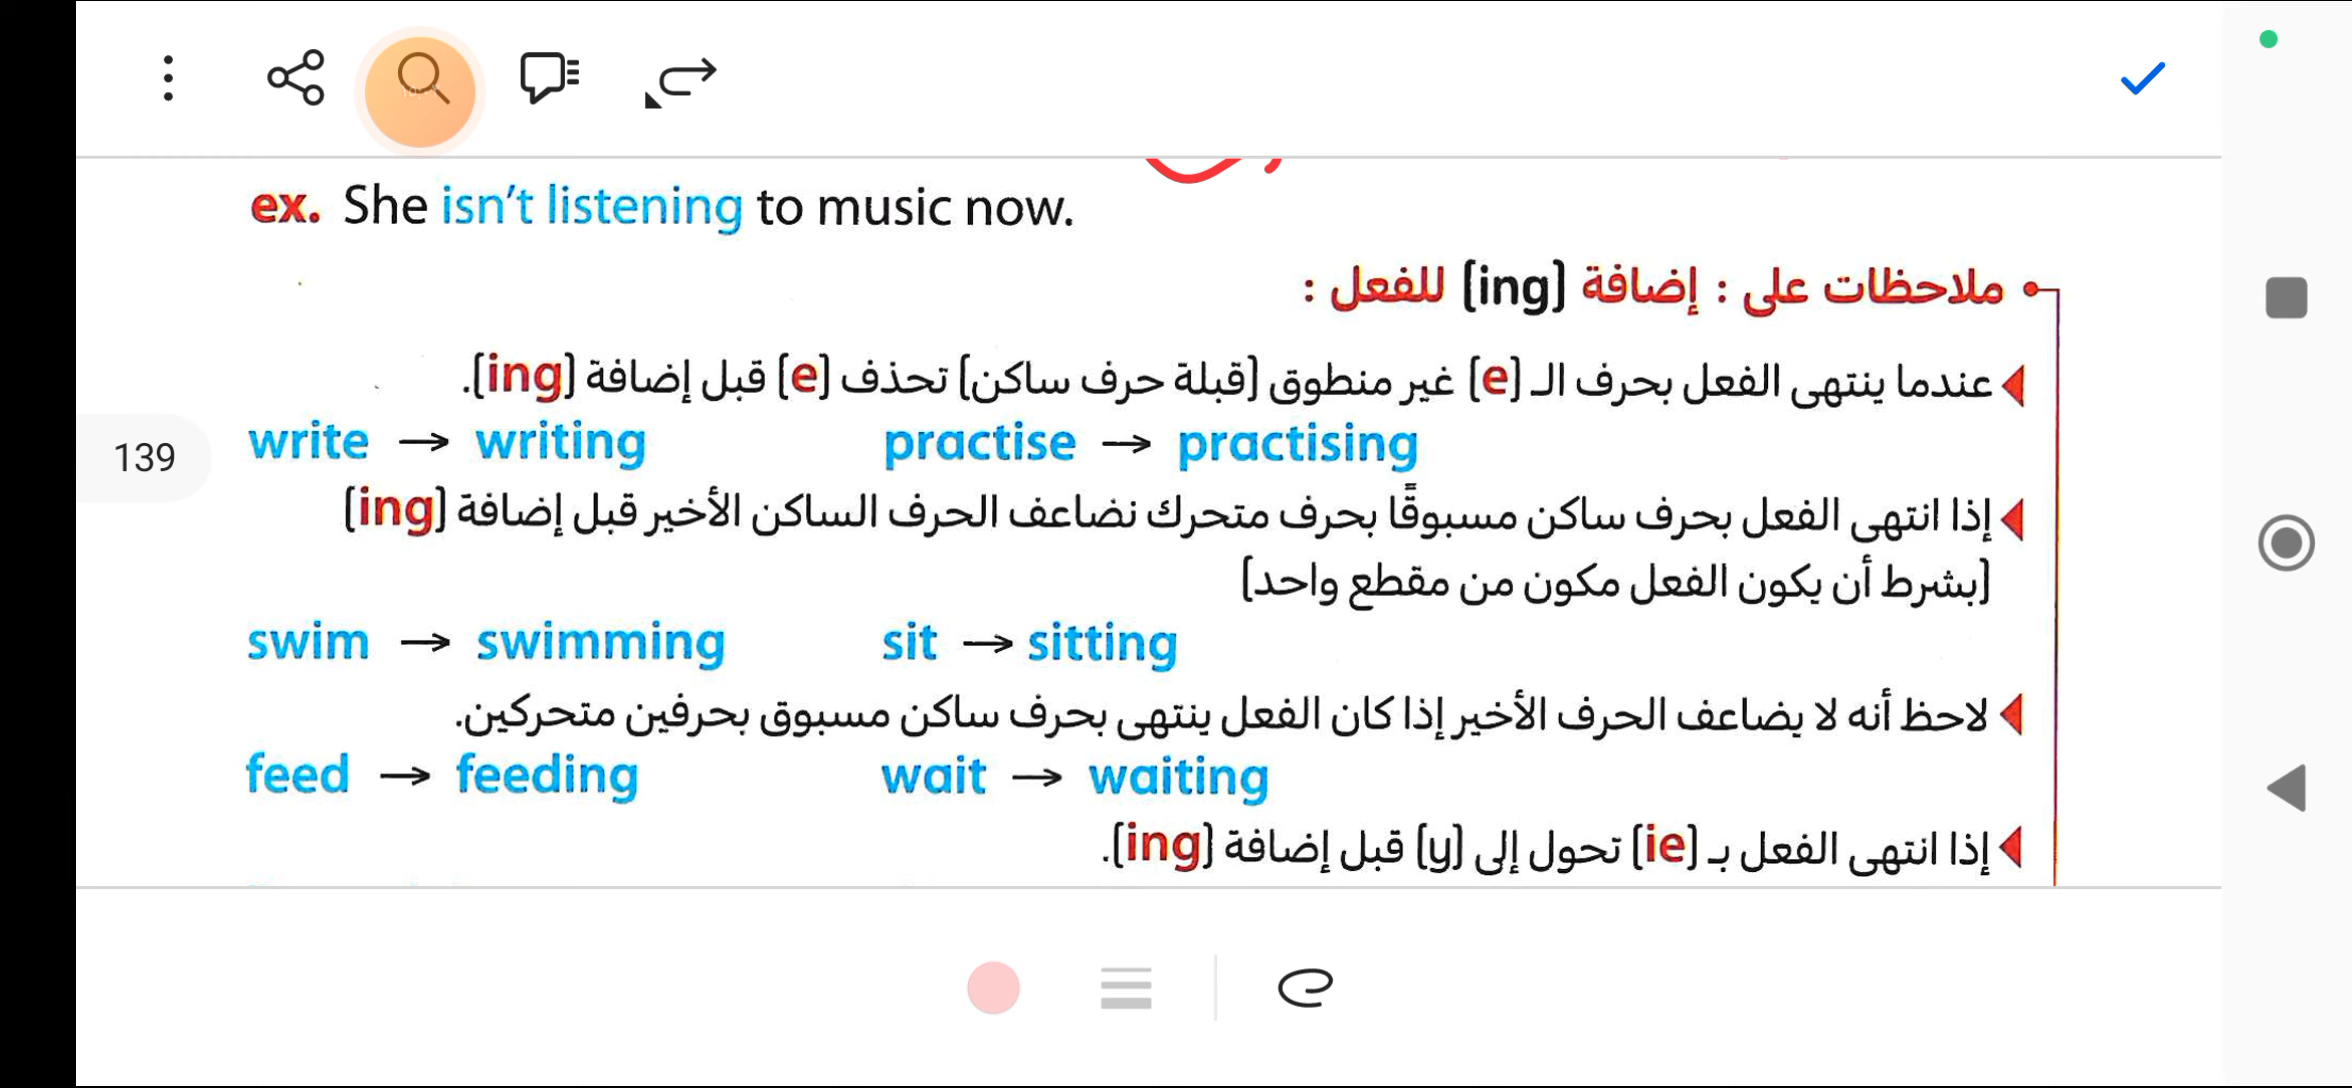 ex. She isn't listening to music now.
ملاحظات على : إضافة (ing) للفعل :
عندما ينتهى الفعل بحرف الـ (e) غير منطوق (قبلة حرف ساكن) تحذف (e) قبل إضافة (ing).
139
write → writing practise → practising
إذا انتهى الفعل بحرف ساكن مسبوقًا بحرف متحرك نضاعف الحرف الساكن الأخير قبل إضافة (ing)
(بشرط أن يكون الفعل مكون من مقطع واحد)
swim → swimming sit → sitting
لاحظ أنه لا يضاعف الحرف الأخير إذا كان الفعل ينتهى بحرف ساكن مسبوق بحرفين متحركين.
feed → feeding wait → waiting
إذا انتهى الفعل بـ (ie) تحول إلى (y) قبل إضافة (ing).